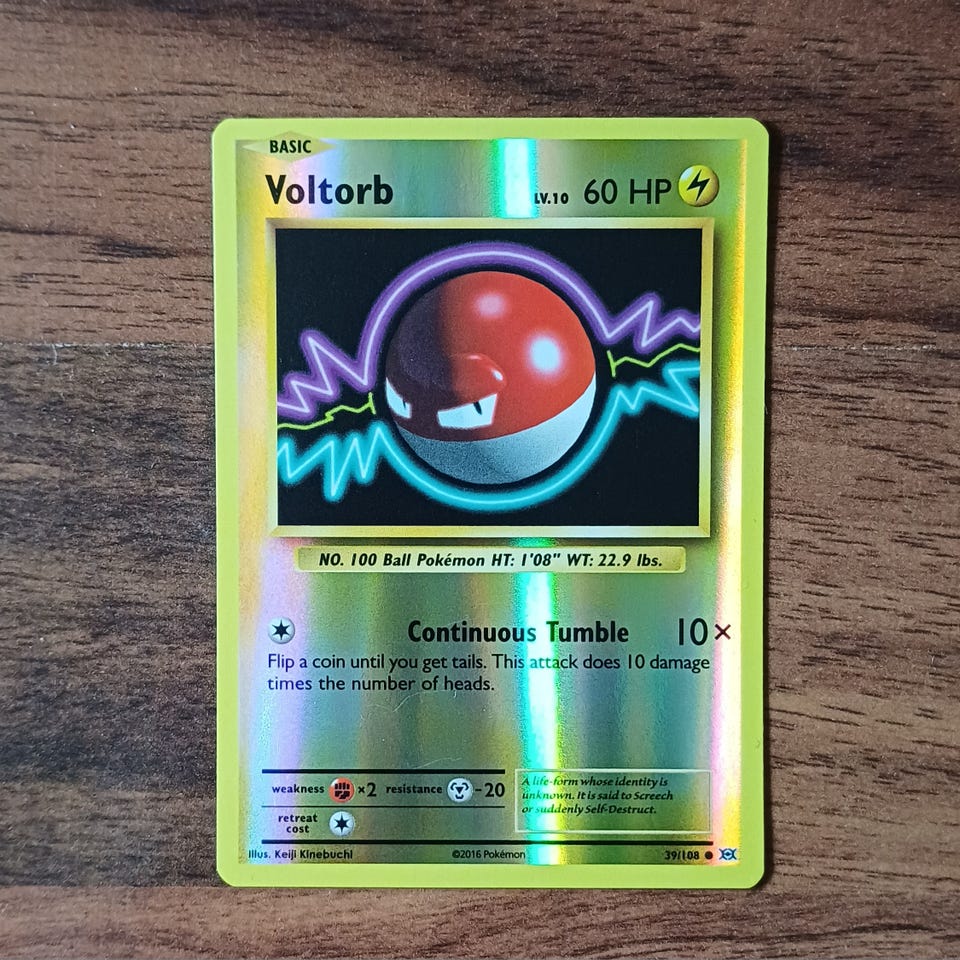 BASIC
Voltorb LV.10 60 HP
NO. 100 Ball Pokémon HT: 1'08" WT: 22.9 lbs.
Continuous Tumble 10×
Flip a coin until you get tails. This attack does 10 damage
times the number of heads.
weakness ×2 resistance -20
retreat
cost
A life-form whose identity is
unknown. It is said to Screech
or suddenly Self-Destruct.
Illus. Keiji Kinebuchi ©2016 Pokémon 39/108